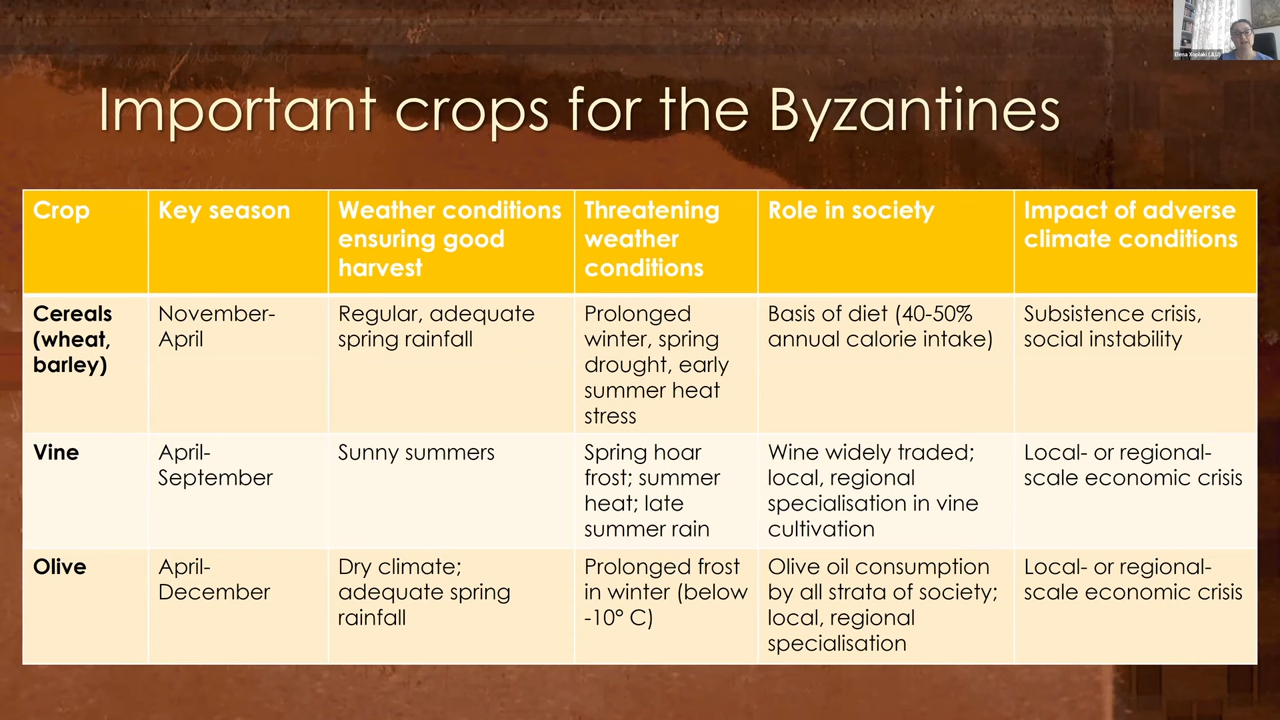 Elena Xoplaki (JLU)
Important crops for the Byzantines
Crop
Key season
Weather conditions
ensuring good
harvest
Threatening
weather
conditions
Role in society
Impact of adverse
climate conditions
Cereals
(wheat,
barley)
November-
April
Regular, adequate
spring rainfall
Prolonged
winter, spring
drought, early
summer heat
stress
Basis of diet (40-50%
annual calorie intake)
Subsistence crisis,
social instability
Vine
April-
September
Sunny summers
Spring hoar
frost; summer
heat; late
summer rain
Wine widely traded;
local, regional
specialisation in vine
cultivation
Local- or regional-
scale economic crisis
Olive
April-
December
Dry climate;
adequate spring
rainfall
Prolonged frost
in winter (below
-10° C)
Olive oil consumption
by all strata of society;
local, regional
specialisation
Local- or regional-
scale economic crisis